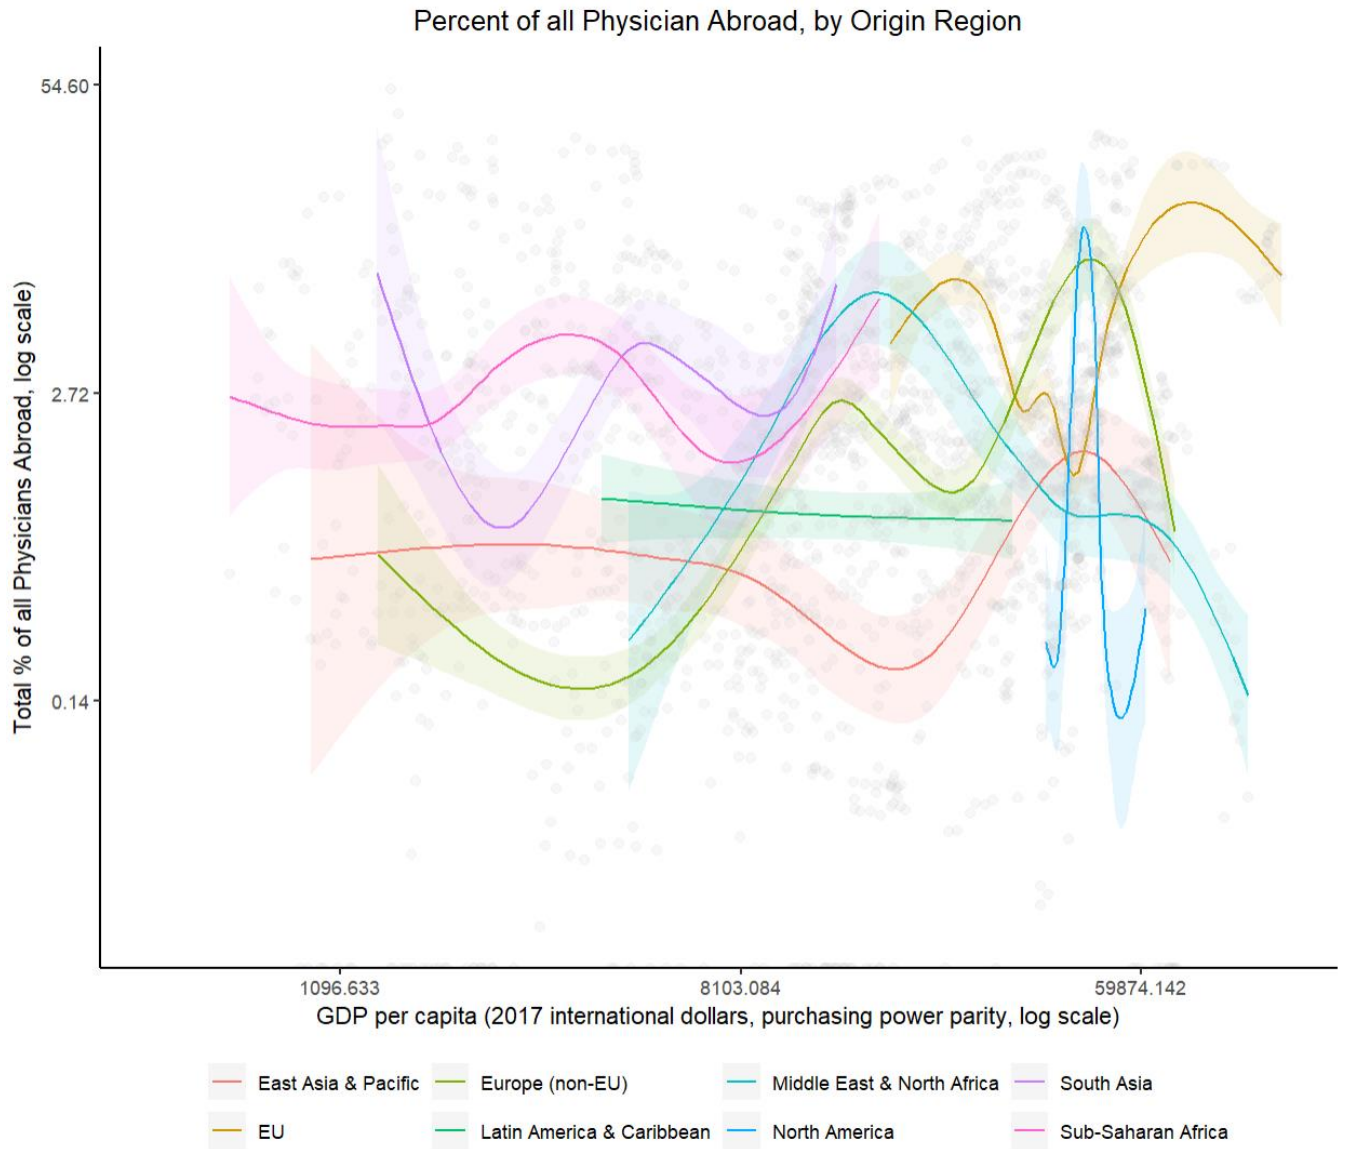 Percent of all Physician Abroad, by Origin Region
54.60
2.72
0.14
Total % of all Physicians Abroad, log scale)
1096.633
8103.084
59874.142
GDP per capita (2017 international dollars, purchasing power parity, log scale)
East Asia & Pacific
Europe (non-EU)
Middle East & North Africa
South Asia
EU
Latin America & Caribbean
North America
Sub-Saharan Africa